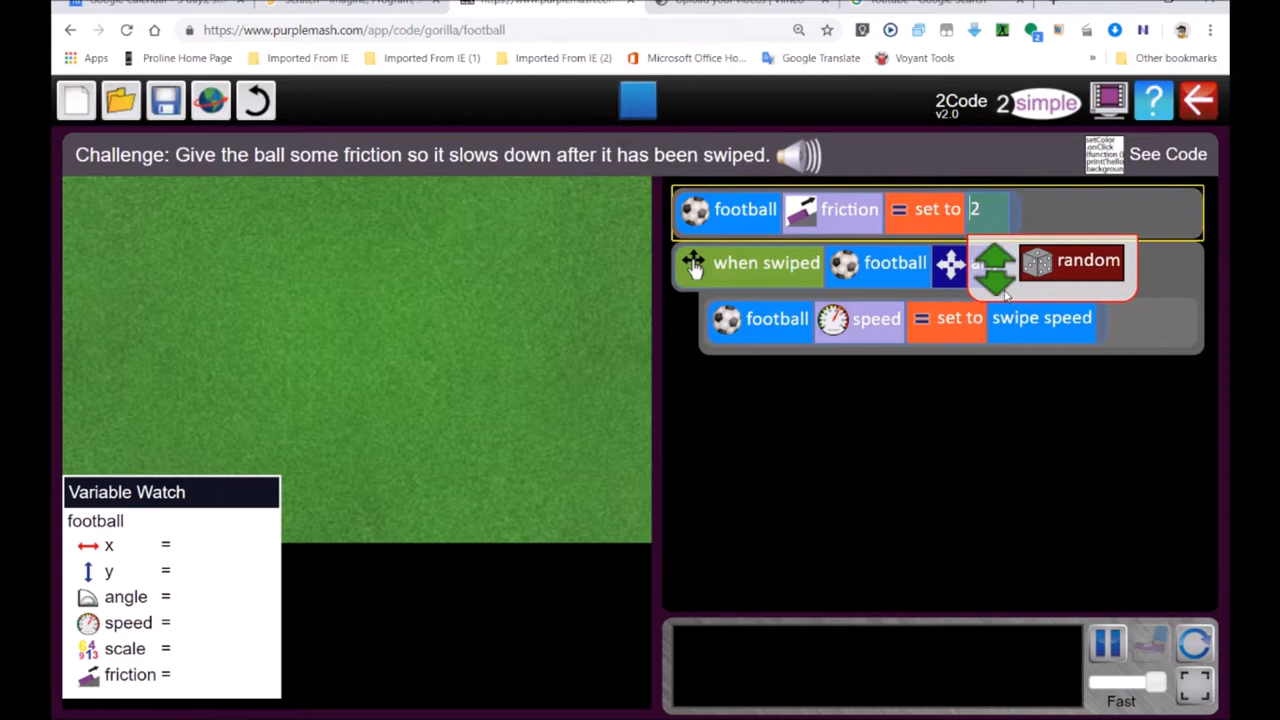 https://www.purplemash.com/app/code/gorilla/football
Apps
Proline Home Page
Imported From IE
Imported From IE (1)
Imported From IE (2)
Microsoft Office Ho...
Google Translate
Voyant Tools
»
Other bookmarks
2Code
v2.0
2simple
Challenge: Give the ball some friction so it slows down after it has been swiped.
See Code
football friction = set to 2
when swiped football
random
football speed = set to swipe speed
Variable Watch
football
x =
y =
angle =
speed =
scale =
friction =
Fast